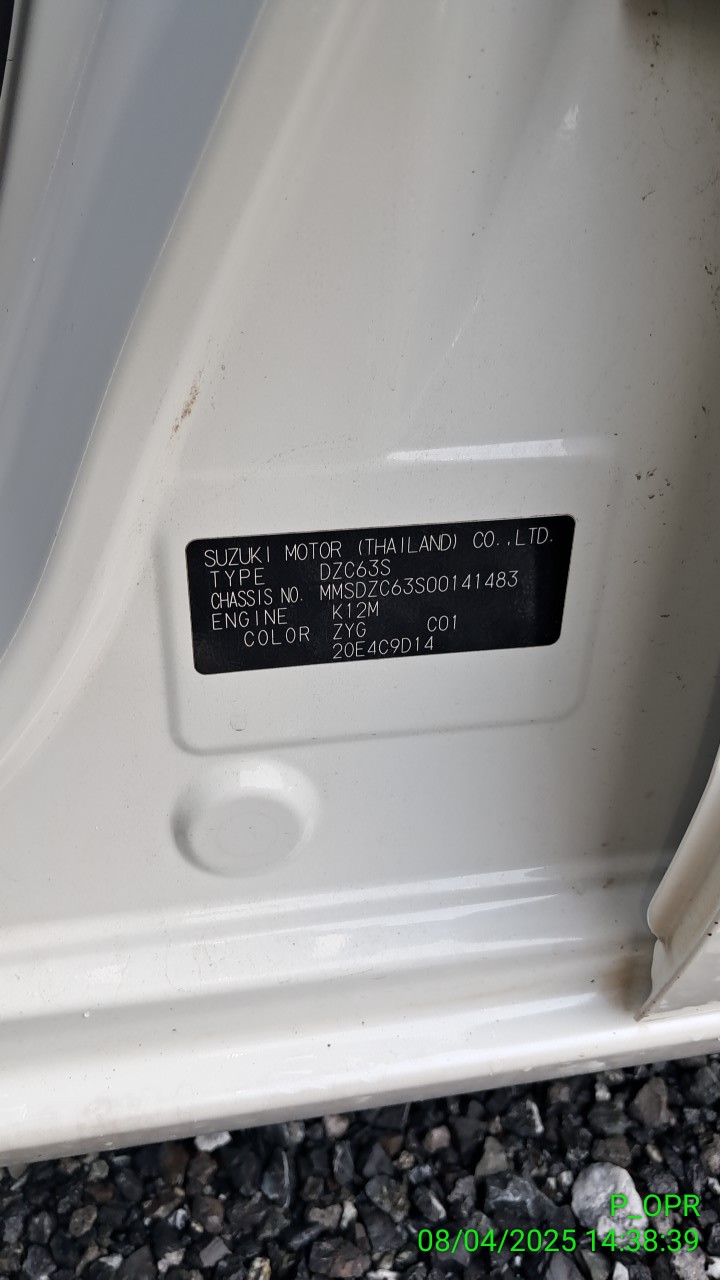 SUZUKI MOTOR (THAILAND) CO.,LTD.
TYPE DZC63S
CHASSIS NO. MMSDZC63S00141483
ENGINE K12M
COLOR ZYG C01
20E4C9D14
P_OPR
08/04/2025 14:38:39